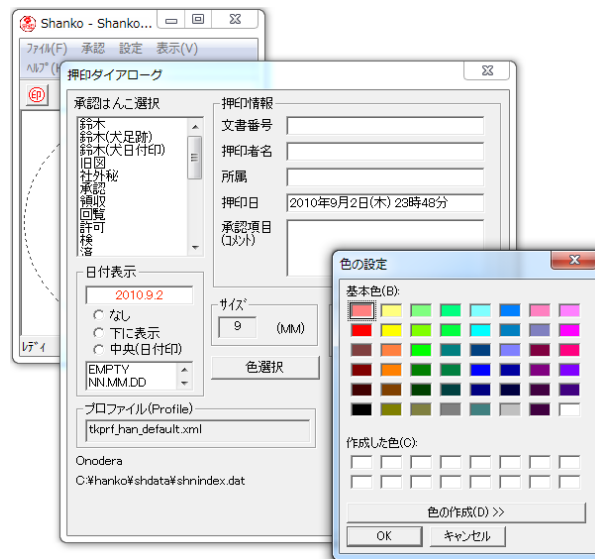 Shanko - Shanko...
ファイル(F) 承認 設定 表示(V)
印
押印ダイアローグ
承認はんこ選択
鈴木
鈴木(犬足跡)
鈴木(犬日付印)
旧図
社外秘
承認
領収
回覧
許可
検
済
押印情報
文書番号
押印者名
所属
押印日 2010年9月2日(木) 23時48分
承認項目
(コメント)
日付表示
2010.9.2
なし
下に表示
中央(日付印)
EMPTY
NN.MM.DD
サイズ
9 (MM)
色選択
プロファイル(Profile)
tkprf_han_default.xml
Onodera
C:¥hanko¥shdata¥shnindex.dat
レディ
色の設定
基本色(B):
作成した色(C):
色の作成(D) >>
OK キャンセル